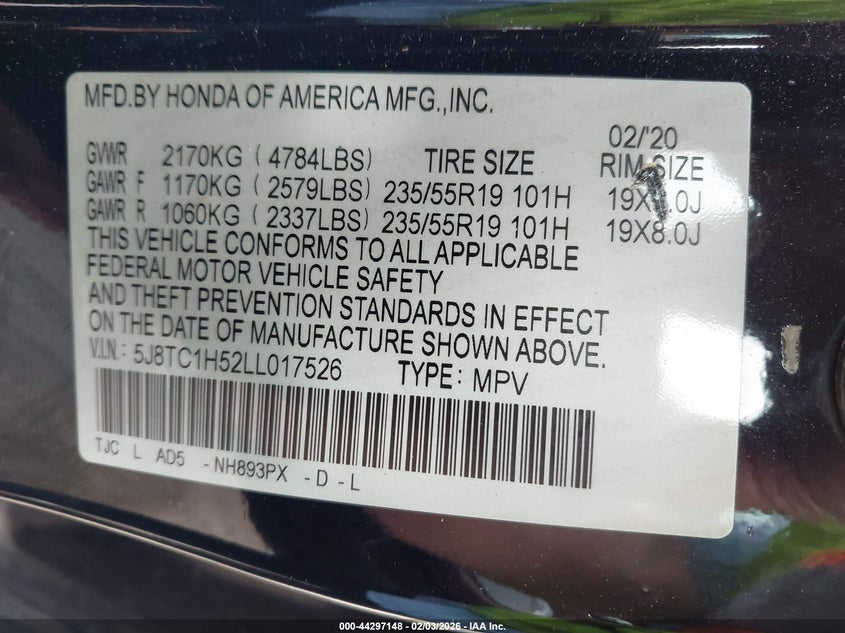 MFD.BY HONDA OF AMERICA MFG.,INC.
02/'20
GVWR 2170KG (4784LBS) TIRE SIZE RIM SIZE
GAWR F 1170KG (2579LBS) 235/55R19 101H 19X .0J
GAWR R 1060KG (2337LBS) 235/55R19 101H 19X8.0J
THIS VEHICLE CONFORMS TO ALL APPLICABLE
FEDERAL MOTOR VEHICLE SAFETY
AND THEFT PREVENTION STANDARDS IN EFFECT
ON THE DATE OF MANUFACTURE SHOWN ABOVE.
V.I.N.: 5J8TC1H52LL017526 TYPE: MPV
TJC L AD5 -NH893PX -D-L
000-44297148 - 02/03/2026 - IAA Inc.